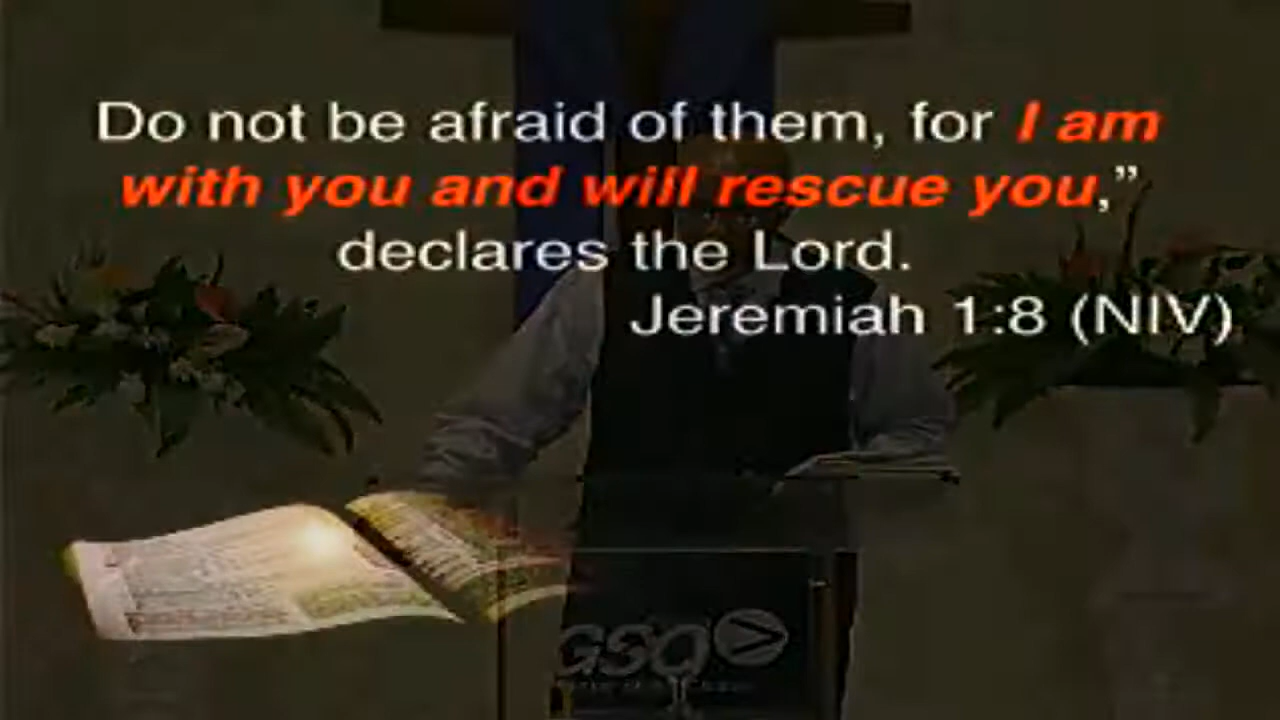 Do not be afraid of them, for I am
with you and will rescue you,”
declares the Lord.
Jeremiah 1:8 (NIV)
GSQ